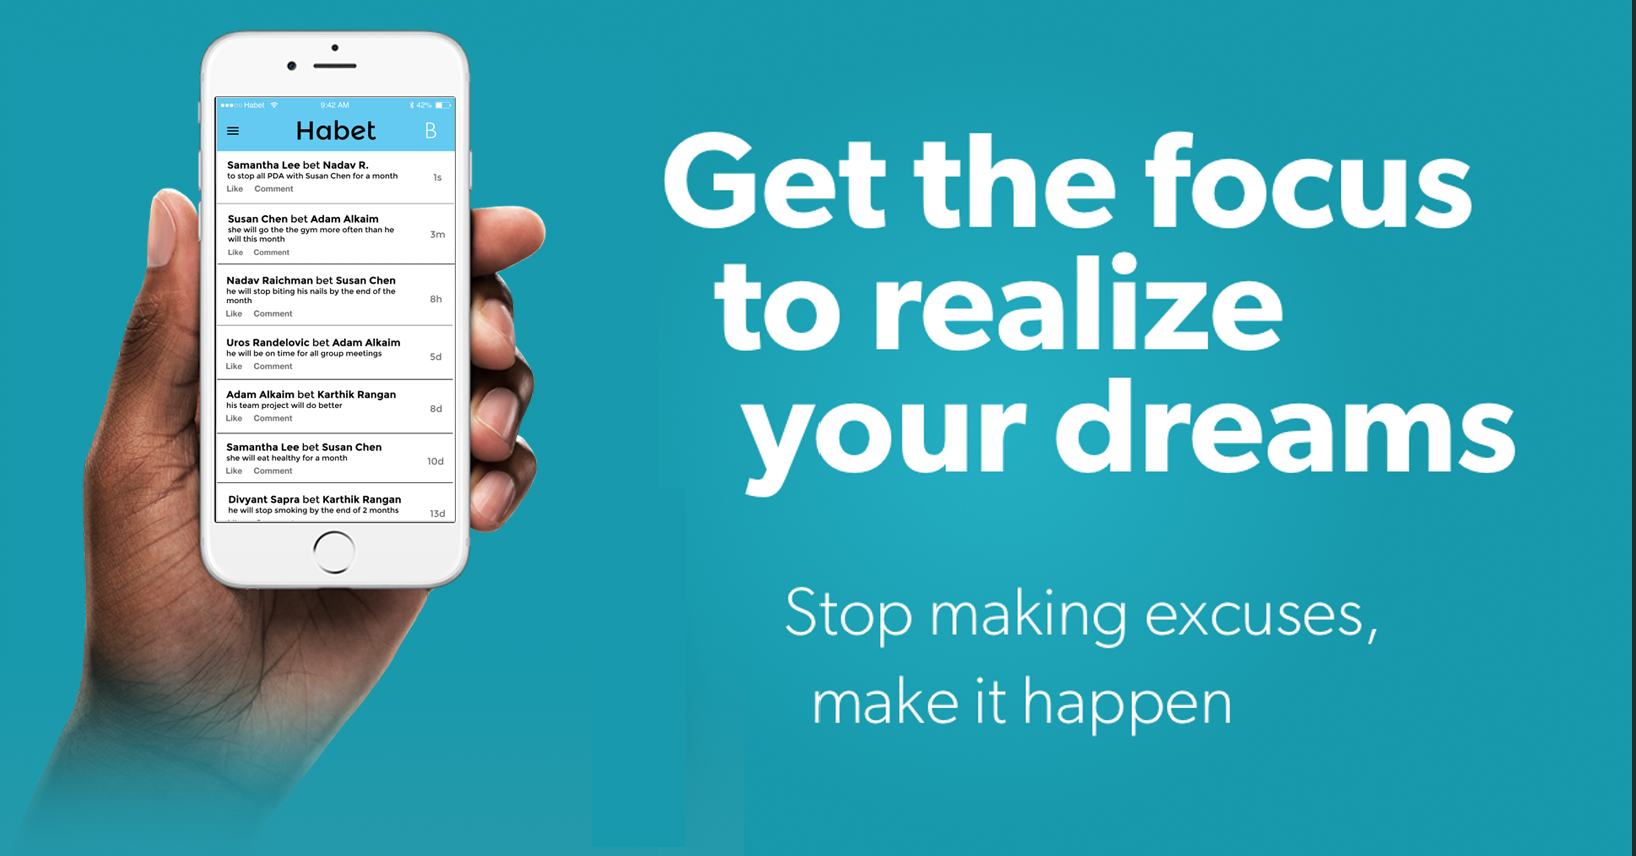 Habet
9:42 AM
42%
Habet
B
Samantha Lee bet Nadav R.
to stop all PDA with Susan Chen for a month
1s
Like Comment
Susan Chen bet Adam Alkaim
she will go the the gym more often than he
will this month
3m
Like Comment
Nadav Raichman bet Susan Chen
he will stop biting his nails by the end of the
month
8h
Like Comment
Uros Randelovic bet Adam Alkaim
he will be on time for all group meetings
5d
Like Comment
Adam Alkaim bet Karthik Rangan
his team project will do better
8d
Like Comment
Samantha Lee bet Susan Chen
she will eat healthy for a month
10d
Like Comment
Divyant Sapra bet Karthik Rangan
he will stop smoking by the end of 2 months
13d
Get the focus
to realize
your dreams
Stop making excuses,
make it happen